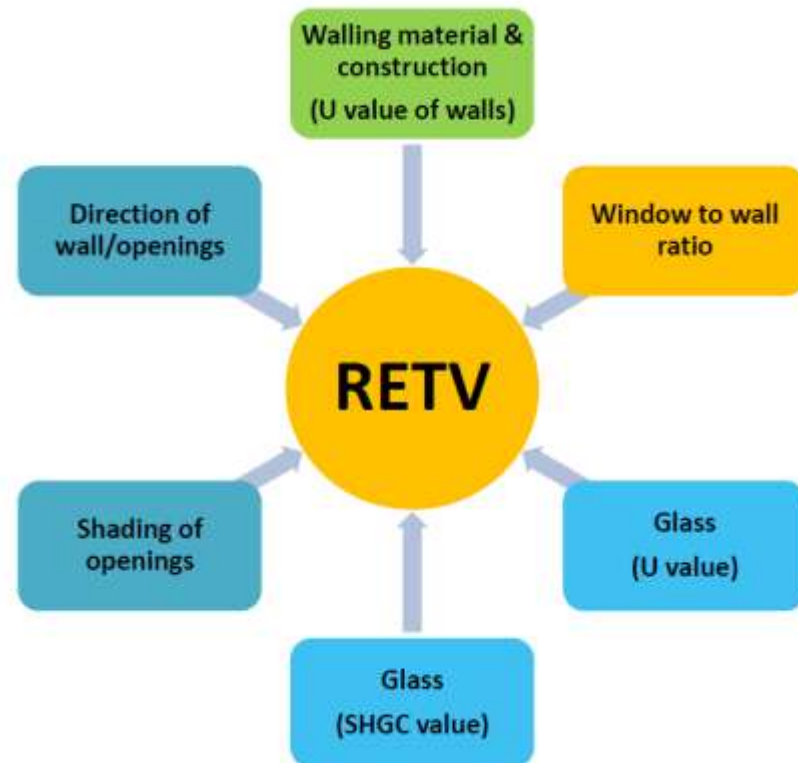 Walling material &
construction
(U value of walls)
Direction of
wall/openings
Window to wall
ratio
RETV
Shading of
openings
Glass
(U value)
Glass
(SHGC value)